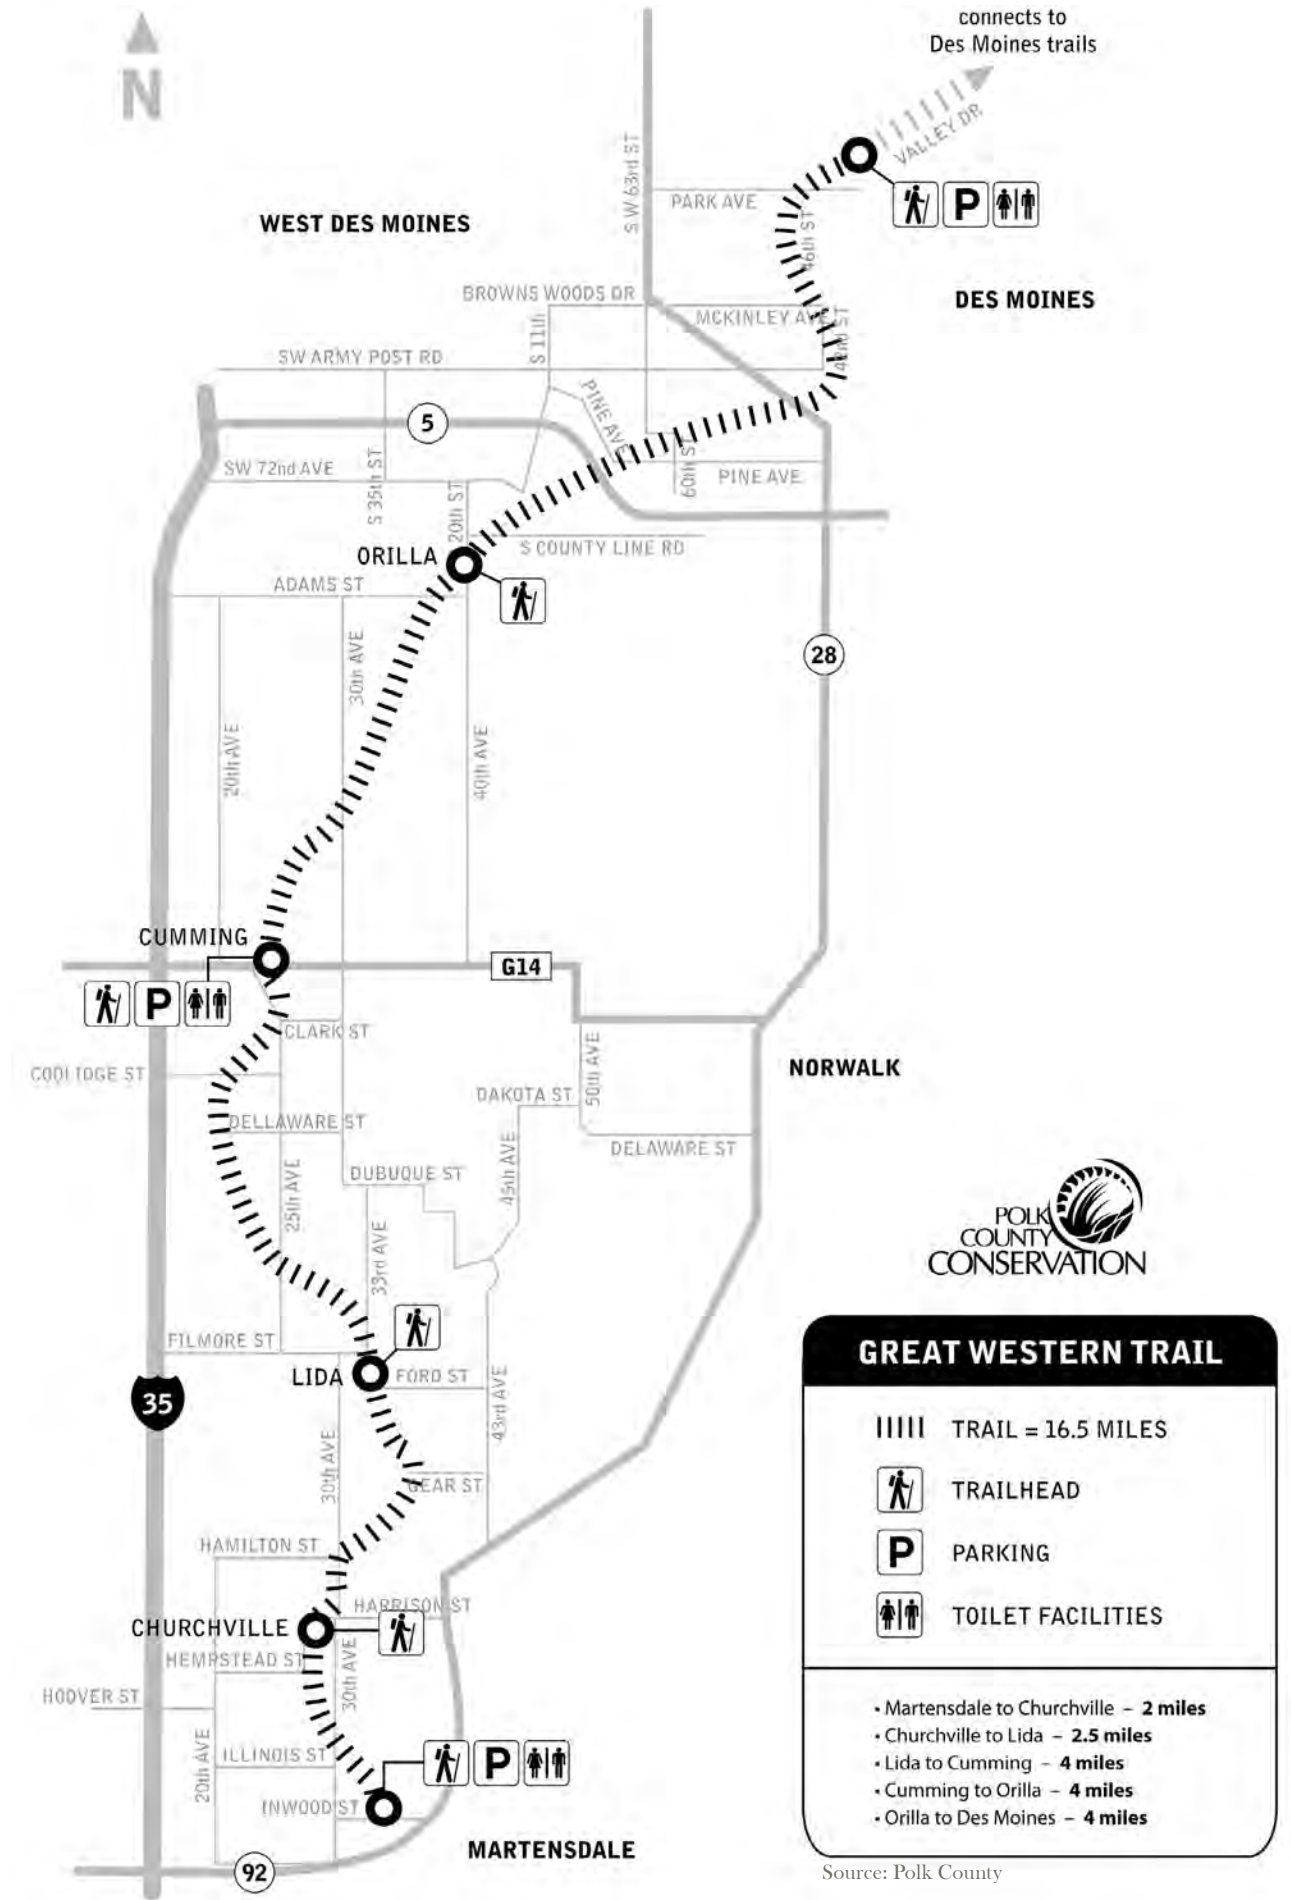 connects to
Des Moines trails
N
VALLEY DR
S W 63rd ST
PARK AVE
P
WEST DES MOINES
46th ST
DES MOINES
BROWNS WOODS DR
MCKINLEY AVE
S 11th
42nd ST
SW ARMY POST RD
PINE AVE
5
SW 72nd AVE
S 35th ST
60th ST
PINE AVE
20th ST
ORILLA
S COUNTY LINE RD
ADAMS ST
30th AVE
28
20th AVE
40th AVE
CUMMING
G14
P
CLARK ST
COOLIDGE ST
50th AVE
NORWALK
DAKOTA ST
DELLAWARE ST
DELAWARE ST
45th AVE
DUBUQUE ST
25th AVE
33rd AVE
POLK
COUNTY
CONSERVATION
FILMORE ST
LIDA
FORD ST
35
43rd AVE
30th AVE
GEAR ST
HAMILTON ST
HARRISON ST
CHURCHVILLE
HEMPSTEAD ST
30th AVE
HOOVER ST
20th AVE
ILLINOIS ST
P
INWOOD ST
MARTENSDALE
92
GREAT WESTERN TRAIL
TRAIL = 16.5 MILES
TRAILHEAD
P PARKING
TOILET FACILITIES
• Martensdale to Churchville – 2 miles
• Churchville to Lida – 2.5 miles
• Lida to Cumming – 4 miles
• Cumming to Orilla – 4 miles
• Orilla to Des Moines – 4 miles
Source: Polk County